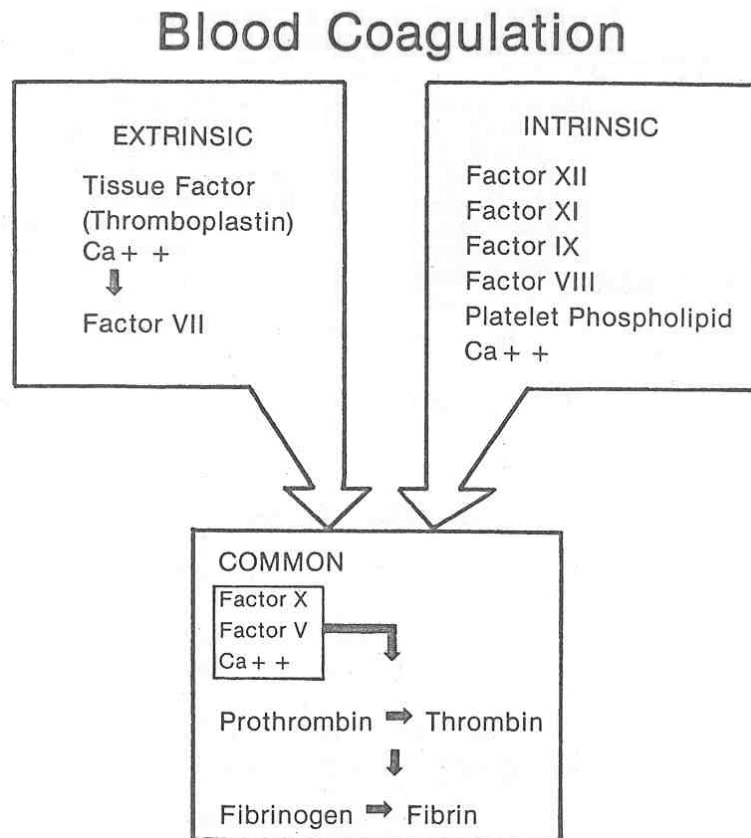 Blood Coagulation
EXTRINSIC
Tissue Factor
(Thromboplastin)
Ca + +
Factor VII
INTRINSIC
Factor XII
Factor XI
Factor IX
Factor VIII
Platelet Phospholipid
Ca + +
COMMON
Factor X
Factor V
Ca + +
Prothrombin ➡ Thrombin
Fibrinogen ➡ Fibrin